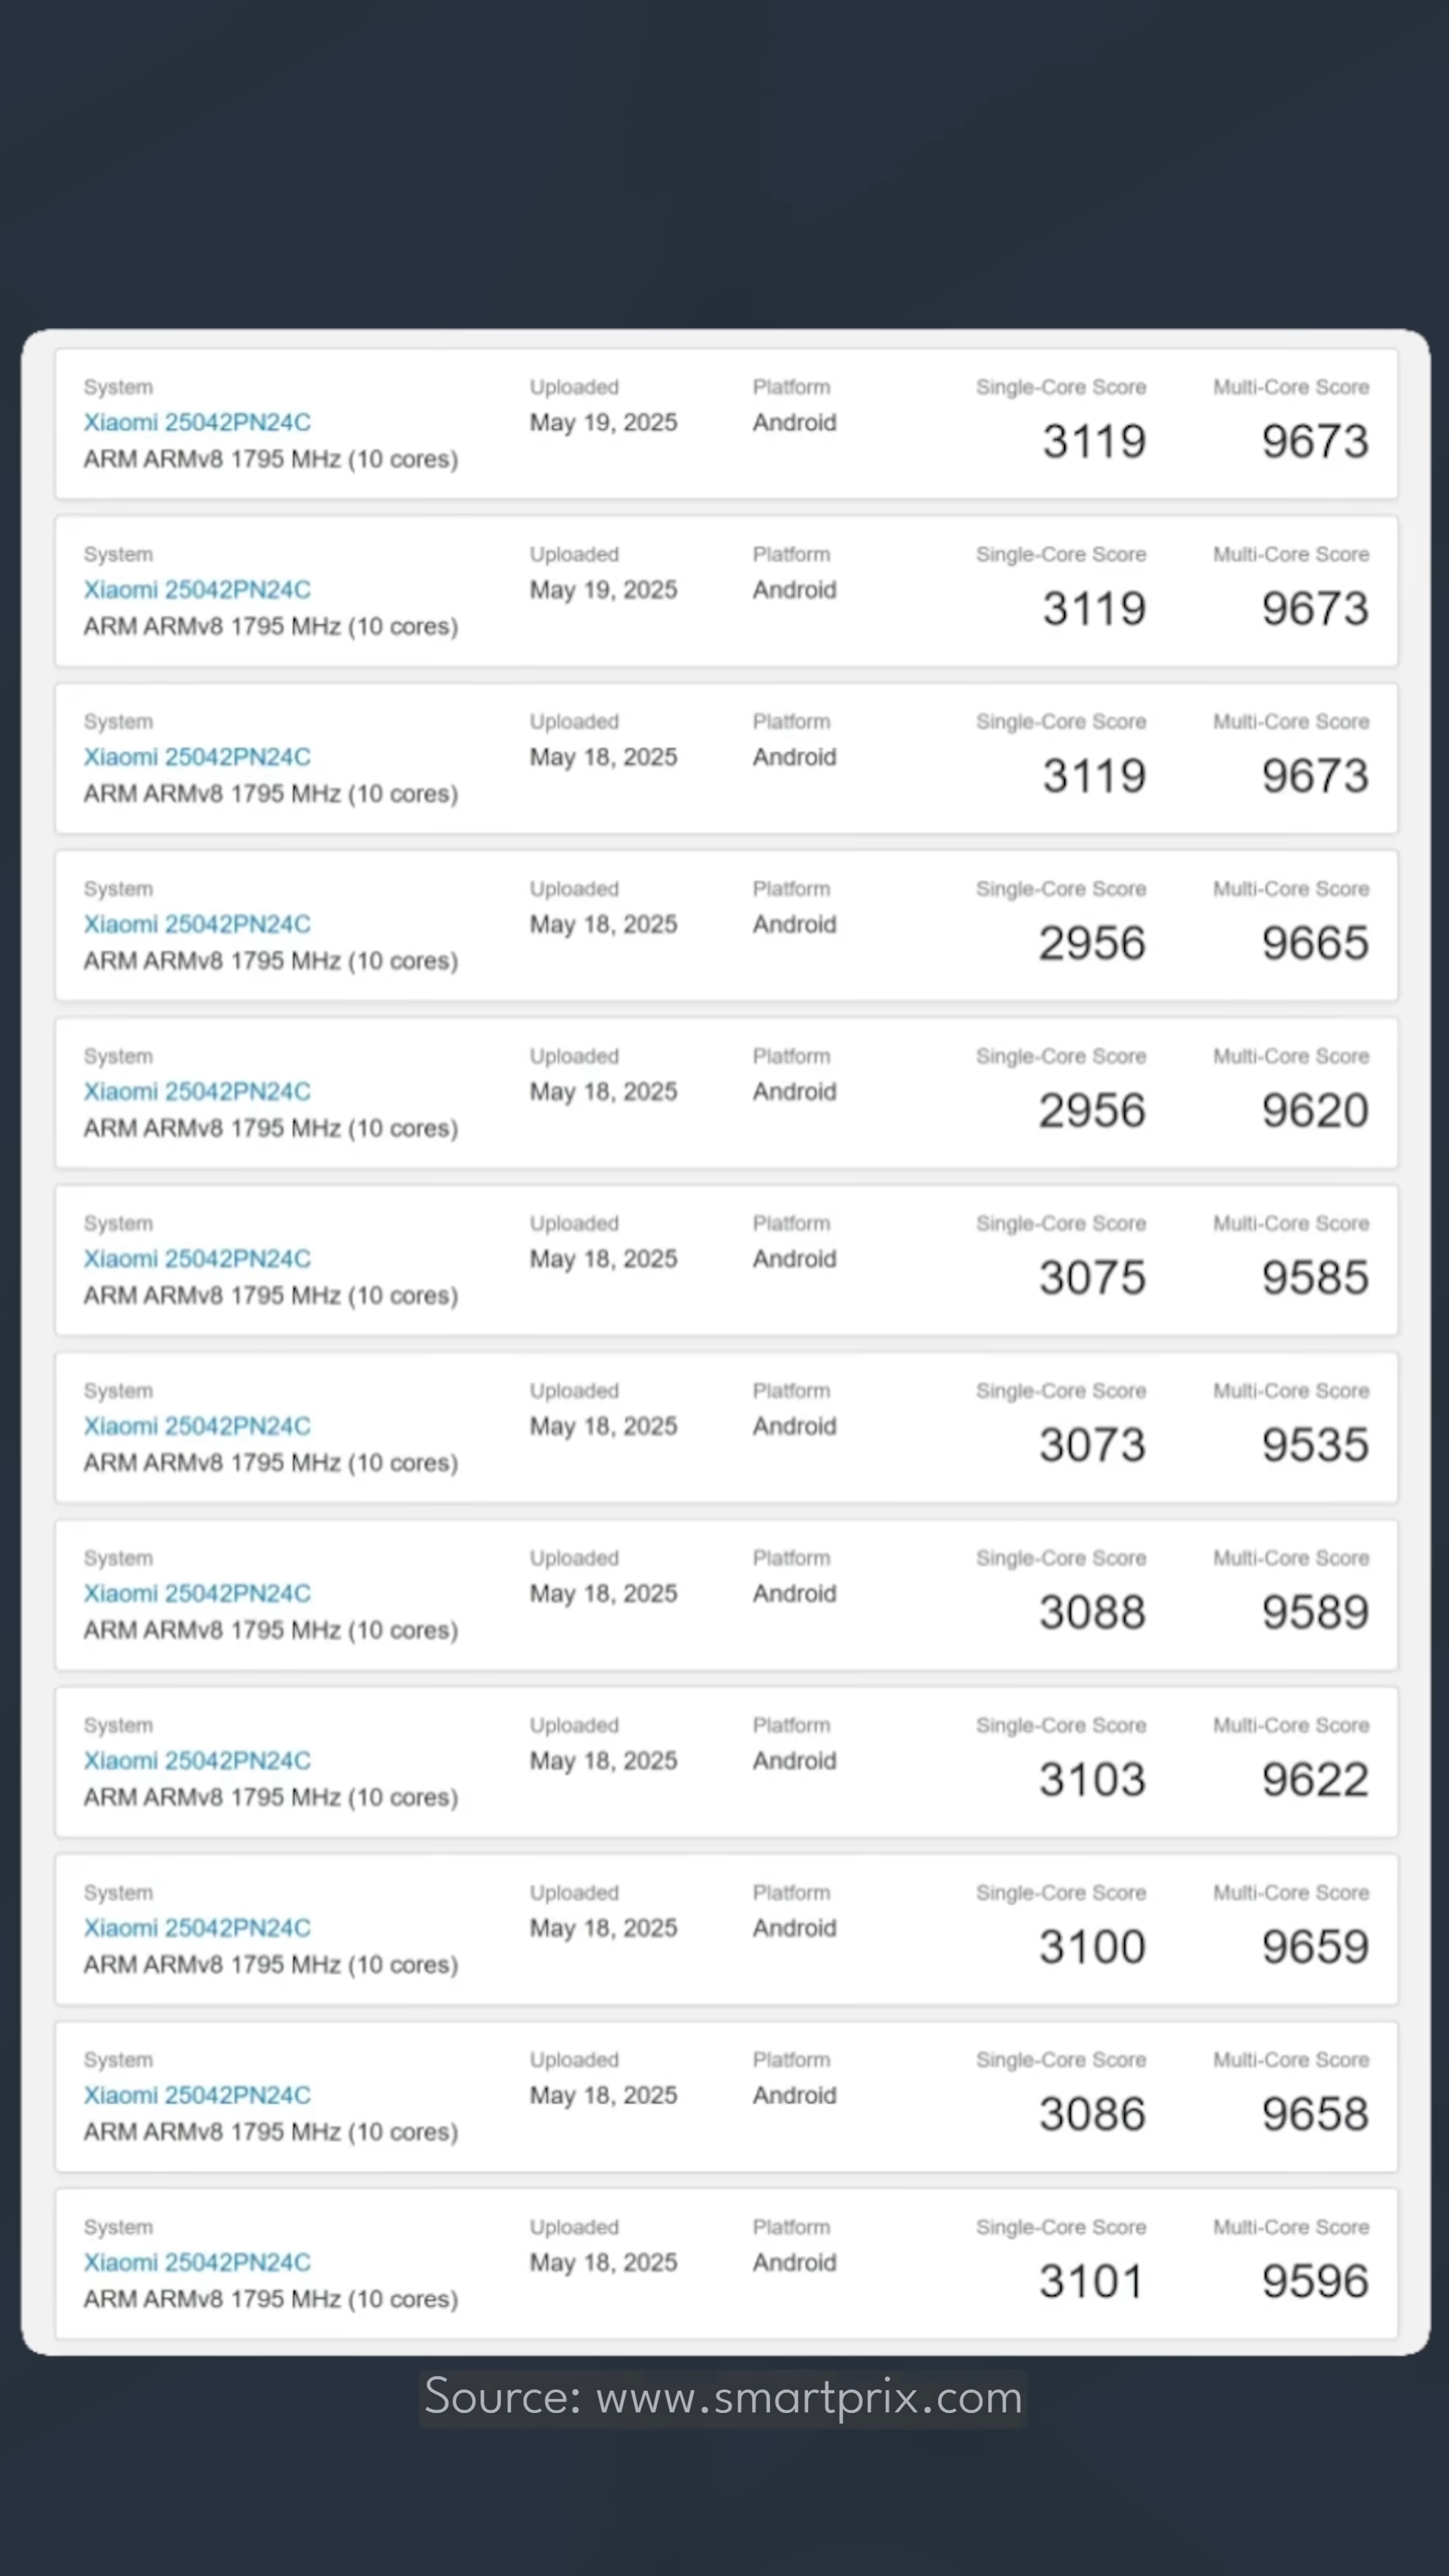 System Uploaded Platform Single-Core Score Multi-Core Score
Xiaomi 25042PN24C May 19, 2025 Android 3119 9673
ARM ARMv8 1795 MHz (10 cores)
System Uploaded Platform Single-Core Score Multi-Core Score
Xiaomi 25042PN24C May 19, 2025 Android 3119 9673
ARM ARMv8 1795 MHz (10 cores)
System Uploaded Platform Single-Core Score Multi-Core Score
Xiaomi 25042PN24C May 18, 2025 Android 3119 9673
ARM ARMv8 1795 MHz (10 cores)
System Uploaded Platform Single-Core Score Multi-Core Score
Xiaomi 25042PN24C May 18, 2025 Android 2956 9665
ARM ARMv8 1795 MHz (10 cores)
System Uploaded Platform Single-Core Score Multi-Core Score
Xiaomi 25042PN24C May 18, 2025 Android 2956 9620
ARM ARMv8 1795 MHz (10 cores)
System Uploaded Platform Single-Core Score Multi-Core Score
Xiaomi 25042PN24C May 18, 2025 Android 3075 9585
ARM ARMv8 1795 MHz (10 cores)
System Uploaded Platform Single-Core Score Multi-Core Score
Xiaomi 25042PN24C May 18, 2025 Android 3073 9535
ARM ARMv8 1795 MHz (10 cores)
System Uploaded Platform Single-Core Score Multi-Core Score
Xiaomi 25042PN24C May 18, 2025 Android 3088 9589
ARM ARMv8 1795 MHz (10 cores)
System Uploaded Platform Single-Core Score Multi-Core Score
Xiaomi 25042PN24C May 18, 2025 Android 3103 9622
ARM ARMv8 1795 MHz (10 cores)
System Uploaded Platform Single-Core Score Multi-Core Score
Xiaomi 25042PN24C May 18, 2025 Android 3100 9659
ARM ARMv8 1795 MHz (10 cores)
System Uploaded Platform Single-Core Score Multi-Core Score
Xiaomi 25042PN24C May 18, 2025 Android 3086 9658
ARM ARMv8 1795 MHz (10 cores)
System Uploaded Platform Single-Core Score Multi-Core Score
Xiaomi 25042PN24C May 18, 2025 Android 3101 9596
ARM ARMv8 1795 MHz (10 cores)
Source: www.smartprix.com